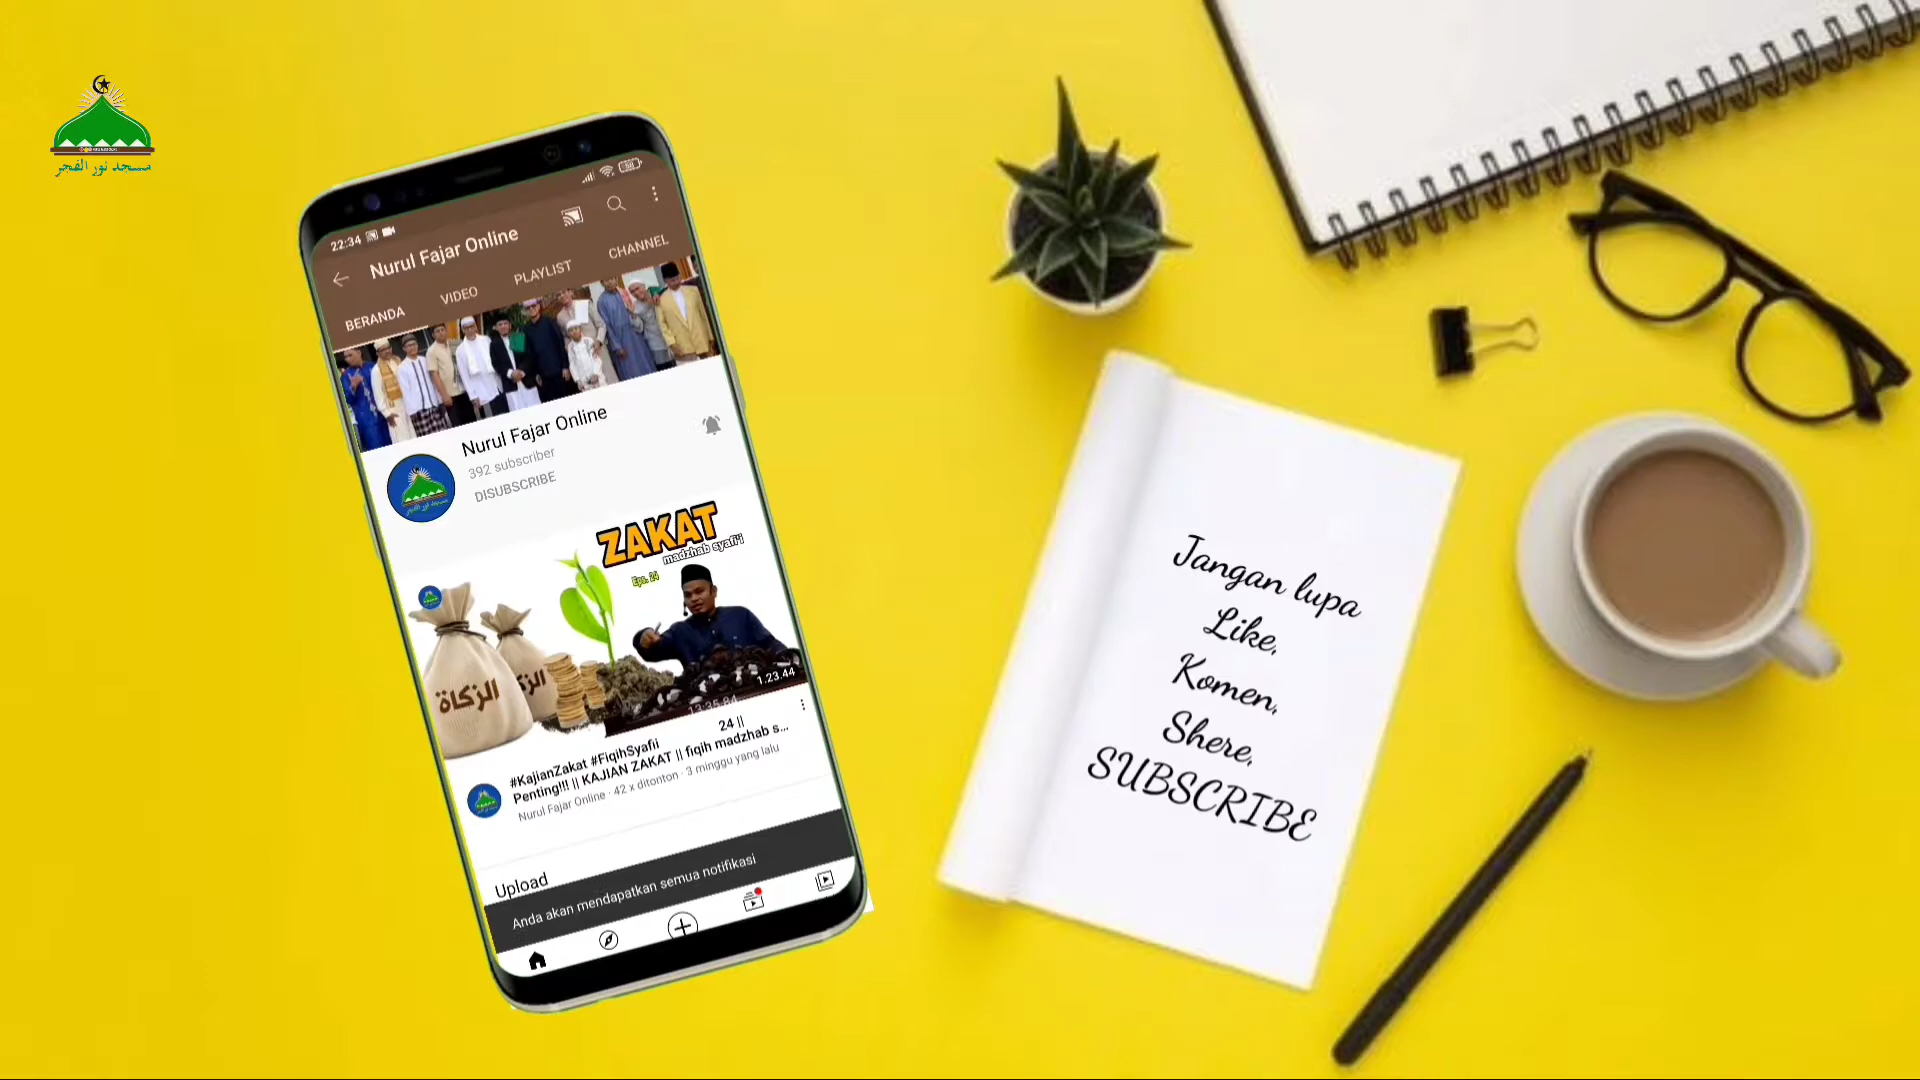 مسجد نور الفجر
22:34
58
Nurul Fajar Online
BERANDA VIDEO PLAYLIST CHANNEL
Nurul Fajar Online
392 subscriber
DISUBSCRIBE
ZAKAT
madzhab syafi'i
Eps. 24
الزكاة
1.23.44
#KajianZakat #FiqihSyafii 24 ||
Penting!!! || KAJIAN ZAKAT || fiqih madzhab s...
Nurul Fajar Online · 42 x ditonton · 3 minggu yang lalu
Upload
Anda akan mendapatkan semua notifikasi
Jangan lupa
Like,
Komen,
Shere,
SUBSCRIBE